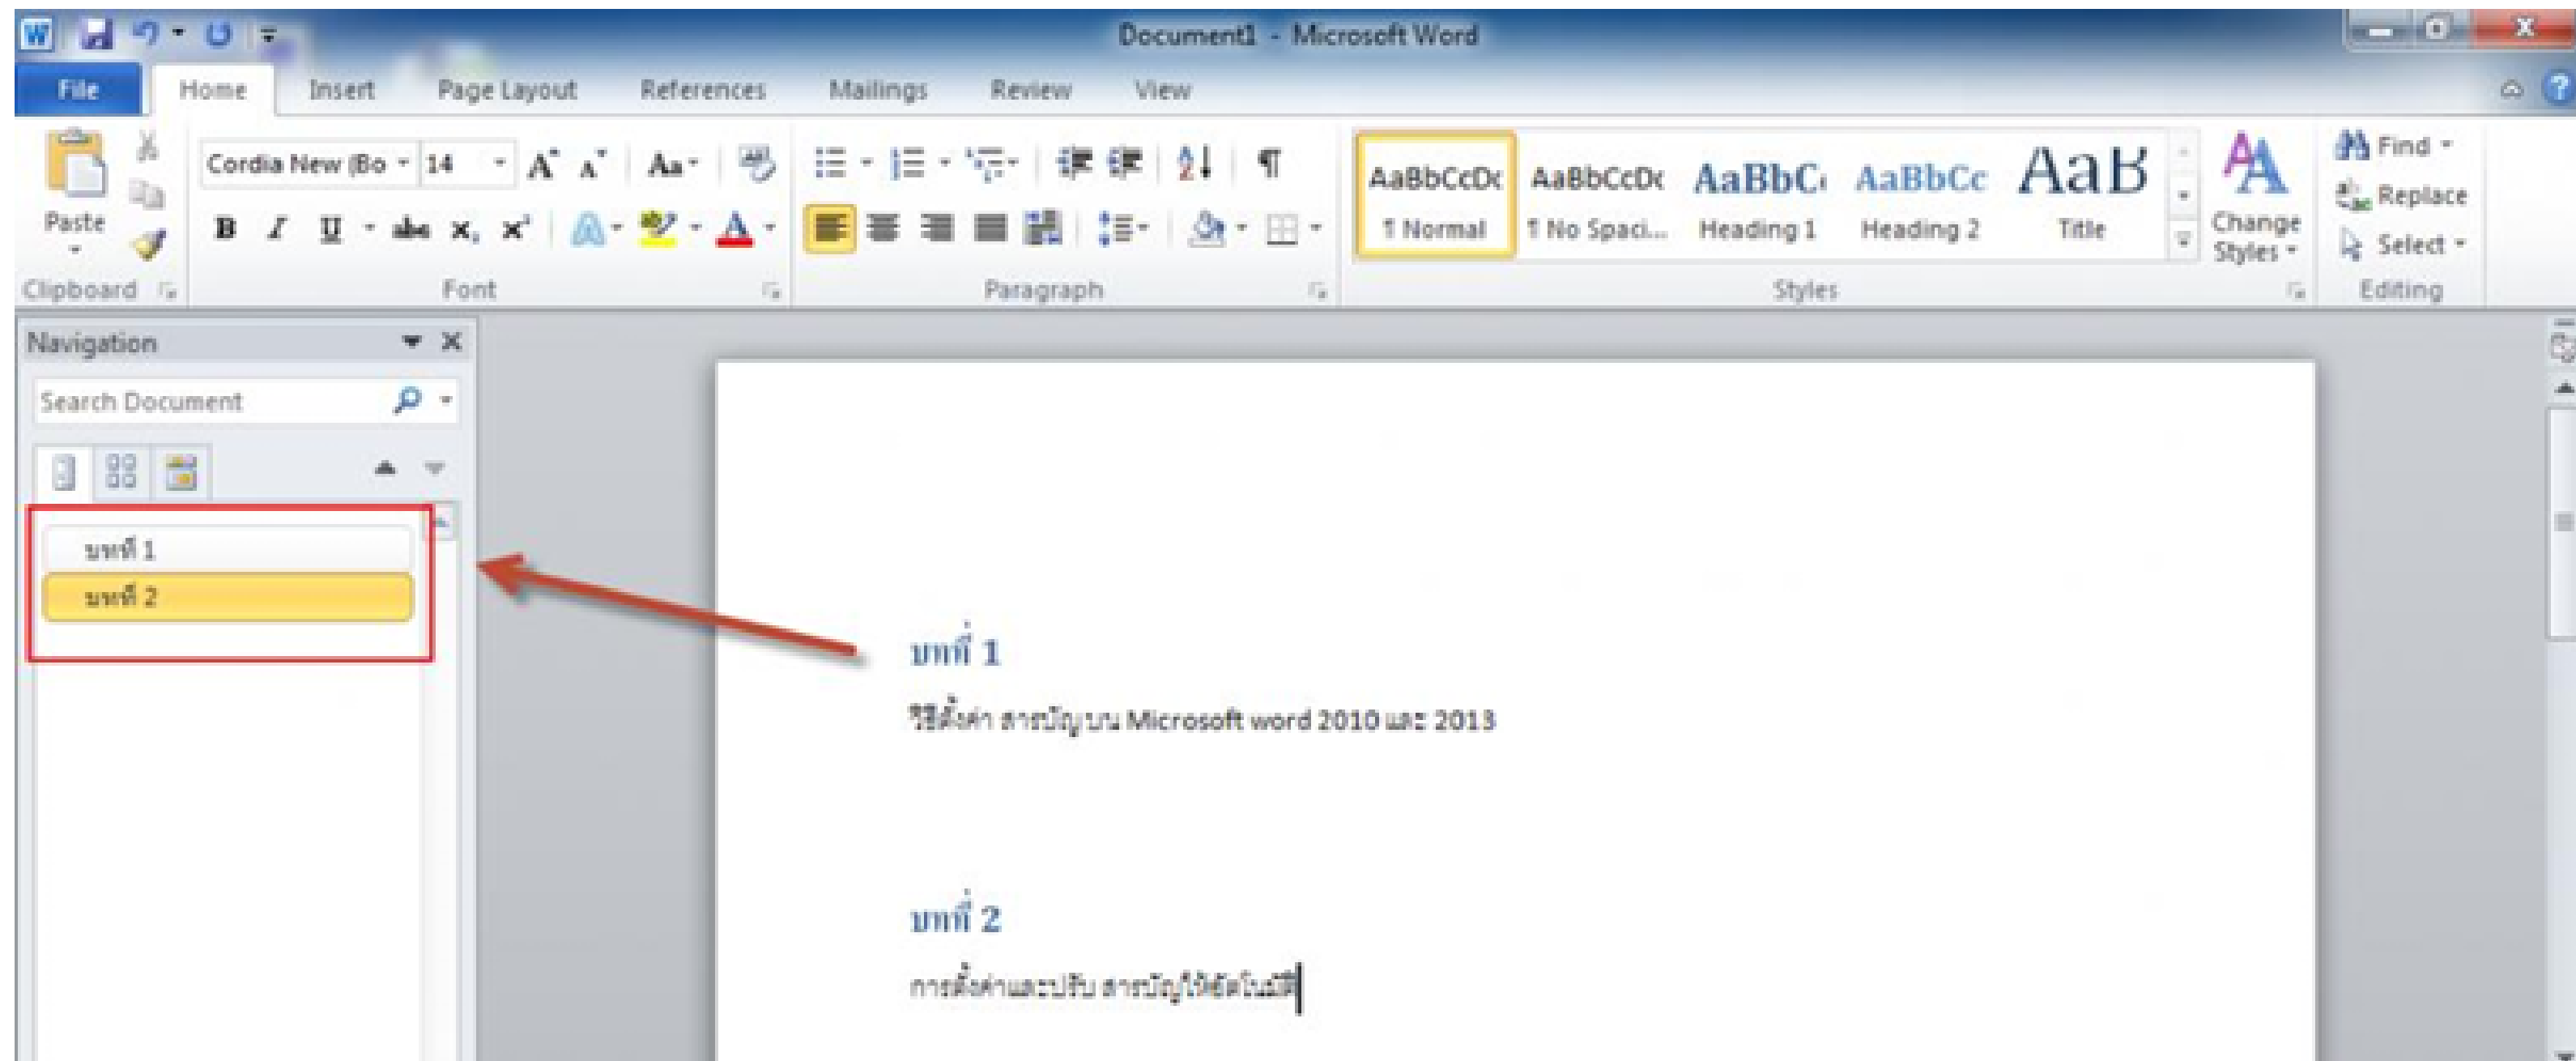 Document1 - Microsoft Word
File Home Insert Page Layout References Mailings Review View
Cordia New (Bo 14 Aa
Paste
B I U abc x, x² A A
AaBbCcDc AaBbCcDc AaBbC AaBbCc AaB
¶ Normal ¶ No Spaci... Heading 1 Heading 2 Title
Change Styles
Find
Replace
Select
Clipboard Font Paragraph Styles Editing
Navigation
Search Document
บทที่ 1
บทที่ 2
บทที่ 1
วิธีตั้งค่า สารบัญ บน Microsoft word 2010 และ 2013
บทที่ 2
การตั้งค่าและปรับ สารบัญให้อัตโนมัติ